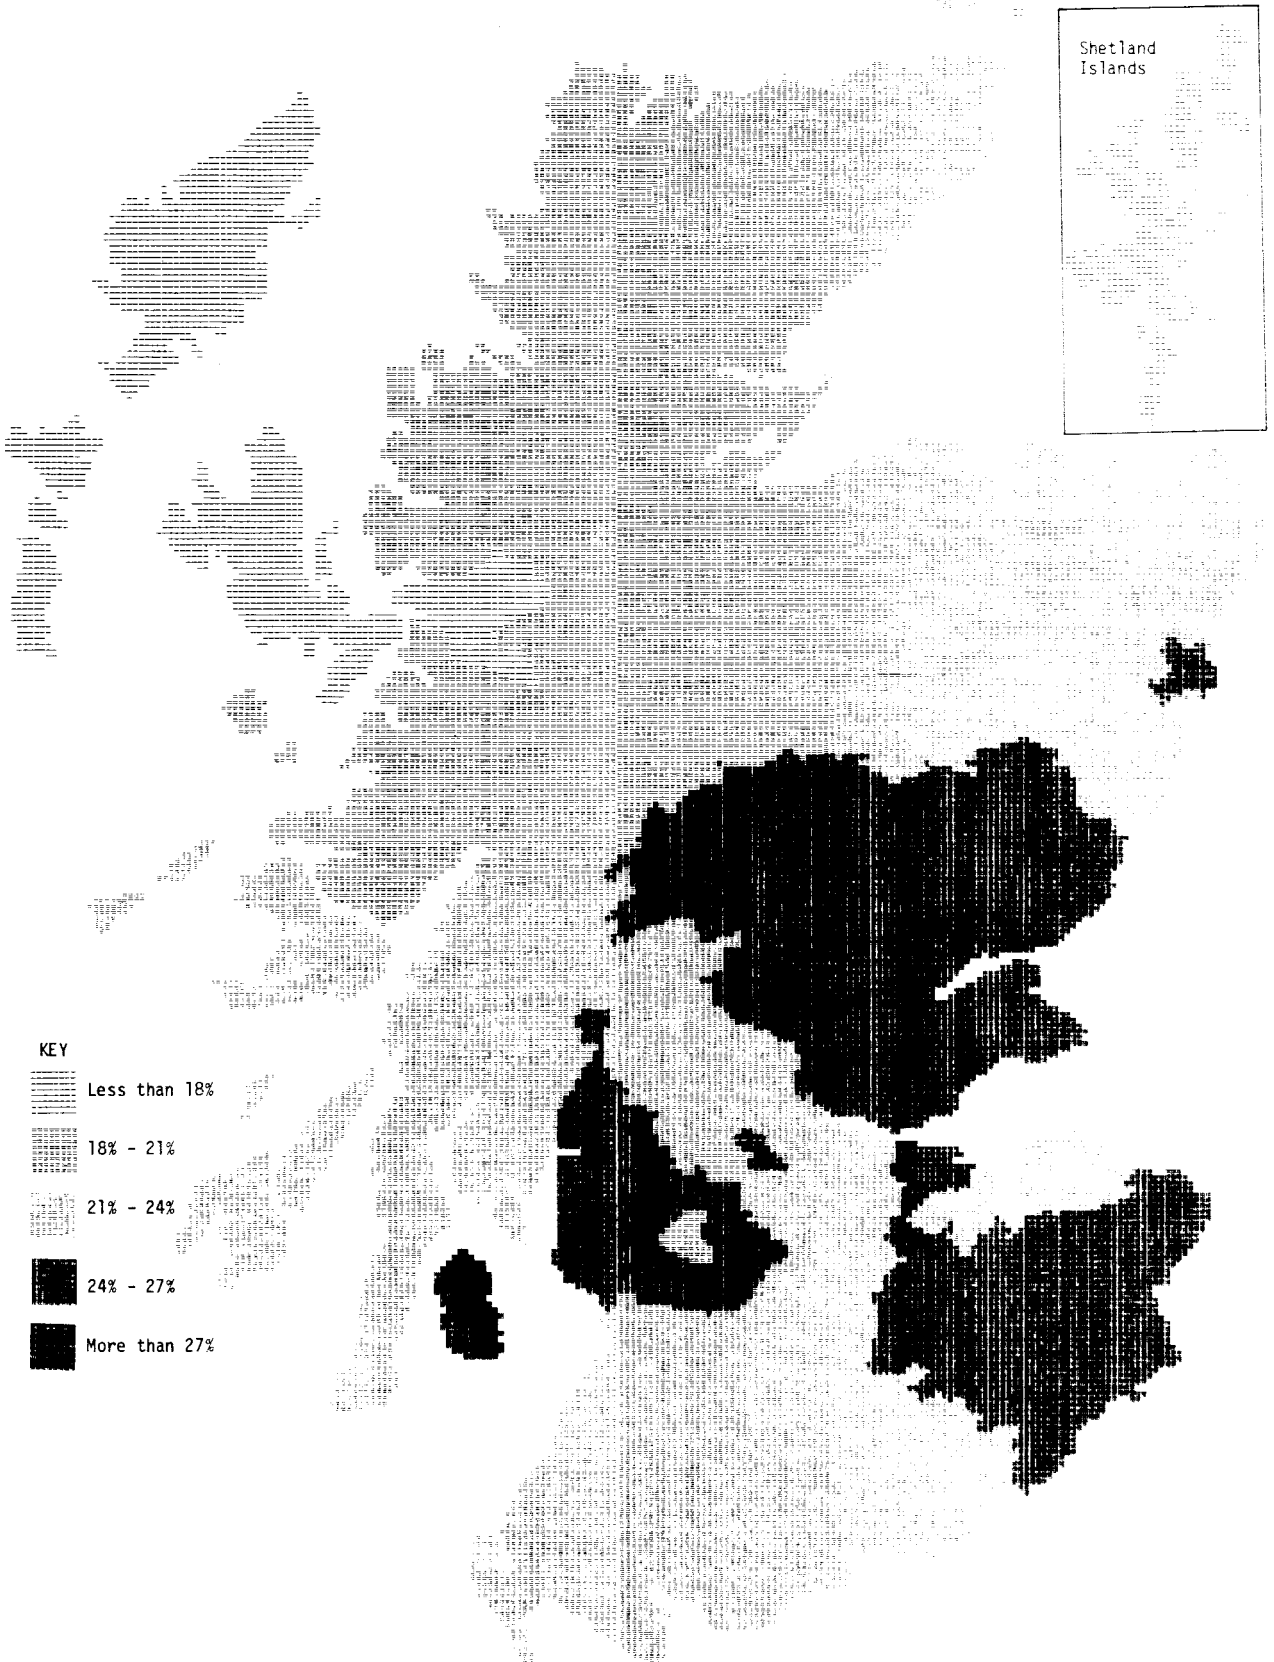 Shetland
Islands
KEY
Less than 18%
18% - 21%
21% - 24%
24% - 27%
More than 27%